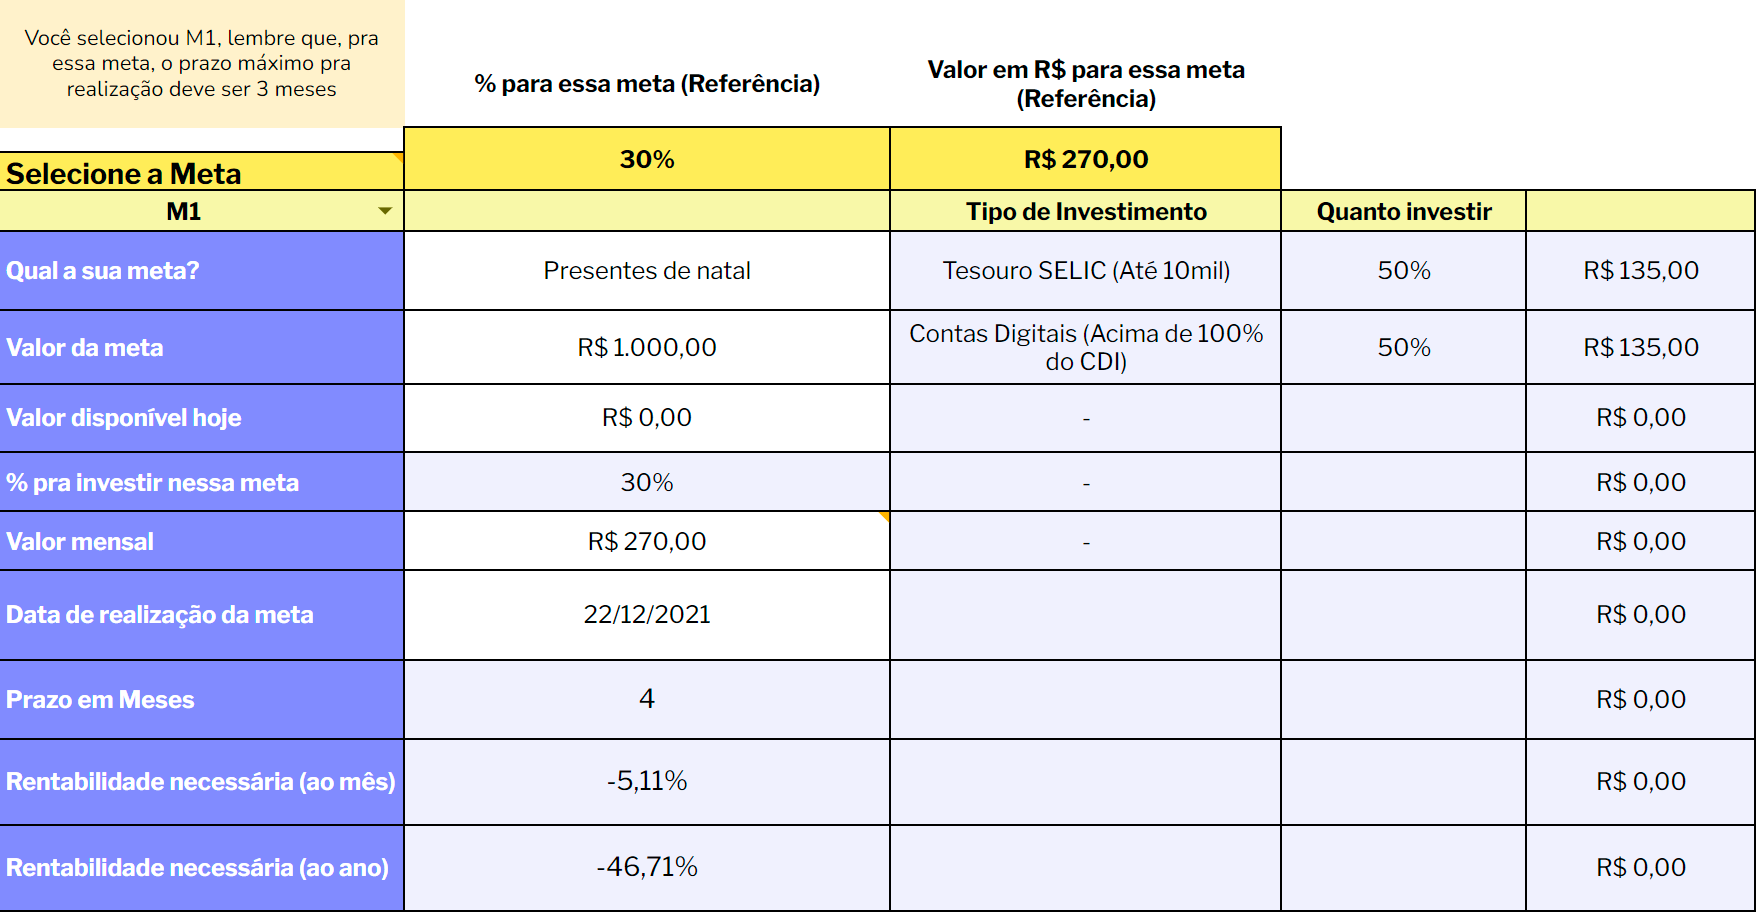 Você selecionou M1, lembre que, pra
essa meta, o prazo máximo pra
realização deve ser 3 meses
% para essa meta (Referência)
Valor em R$ para essa meta
(Referência)
Selecione a Meta
30%
R$ 270,00
M1
Tipo de Investimento
Quanto investir
Qual a sua meta?
Presentes de natal
Tesouro SELIC (Até 10mil)
50%
R$ 135,00
Valor da meta
R$ 1.000,00
Contas Digitais (Acima de 100%
do CDI)
50%
R$ 135,00
Valor disponível hoje
R$ 0,00
-
R$ 0,00
% pra investir nessa meta
30%
-
R$ 0,00
Valor mensal
R$ 270,00
-
R$ 0,00
Data de realização da meta
22/12/2021
R$ 0,00
Prazo em Meses
4
R$ 0,00
Rentabilidade necessária (ao mês)
-5,11%
R$ 0,00
Rentabilidade necessária (ao ano)
-46,71%
R$ 0,00